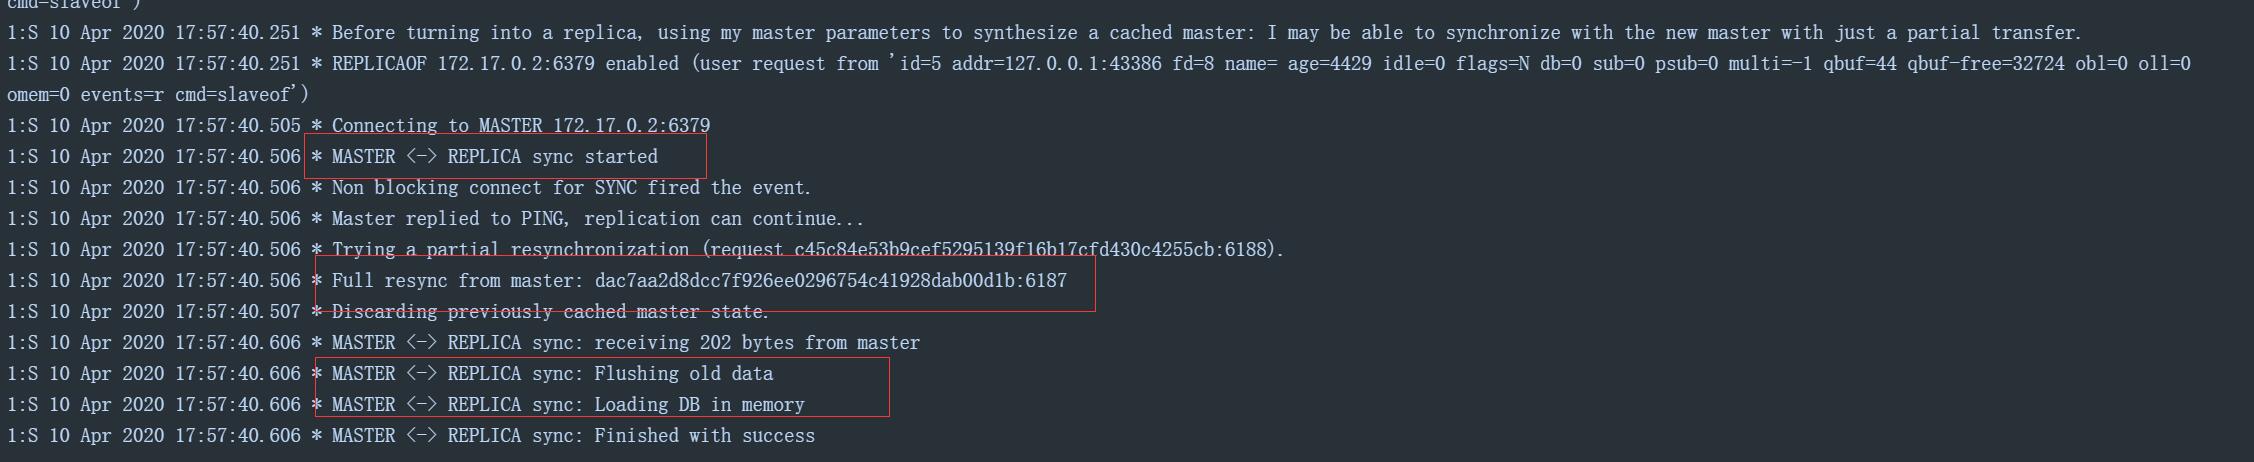 cmd=slaveof')
1:S 10 Apr 2020 17:57:40.251 * Before turning into a replica, using my master parameters to synthesize a cached master: I may be able to synchronize with the new master with just a partial transfer.
1:S 10 Apr 2020 17:57:40.251 * REPLICAOF 172.17.0.2:6379 enabled (user request from 'id=5 addr=127.0.0.1:43386 fd=8 name= age=4429 idle=0 flags=N db=0 sub=0 psub=0 multi=-1 qbuf=44 qbuf-free=32724 obl=0 oll=0
omem=0 events=r cmd=slaveof')
1:S 10 Apr 2020 17:57:40.505 * Connecting to MASTER 172.17.0.2:6379
1:S 10 Apr 2020 17:57:40.506 * MASTER <-> REPLICA sync started
1:S 10 Apr 2020 17:57:40.506 * Non blocking connect for SYNC fired the event.
1:S 10 Apr 2020 17:57:40.506 * Master replied to PING, replication can continue...
1:S 10 Apr 2020 17:57:40.506 * Trying a partial resynchronization (request c45c84e53b9cef5295139f16b17cfd430c4255cb:6188).
1:S 10 Apr 2020 17:57:40.506 * Full resync from master: dac7aa2d8dcc7f926ee0296754c41928dab00d1b:6187
1:S 10 Apr 2020 17:57:40.507 * Discarding previously cached master state.
1:S 10 Apr 2020 17:57:40.606 * MASTER <-> REPLICA sync: receiving 202 bytes from master
1:S 10 Apr 2020 17:57:40.606 * MASTER <-> REPLICA sync: Flushing old data
1:S 10 Apr 2020 17:57:40.606 * MASTER <-> REPLICA sync: Loading DB in memory
1:S 10 Apr 2020 17:57:40.606 * MASTER <-> REPLICA sync: Finished with success